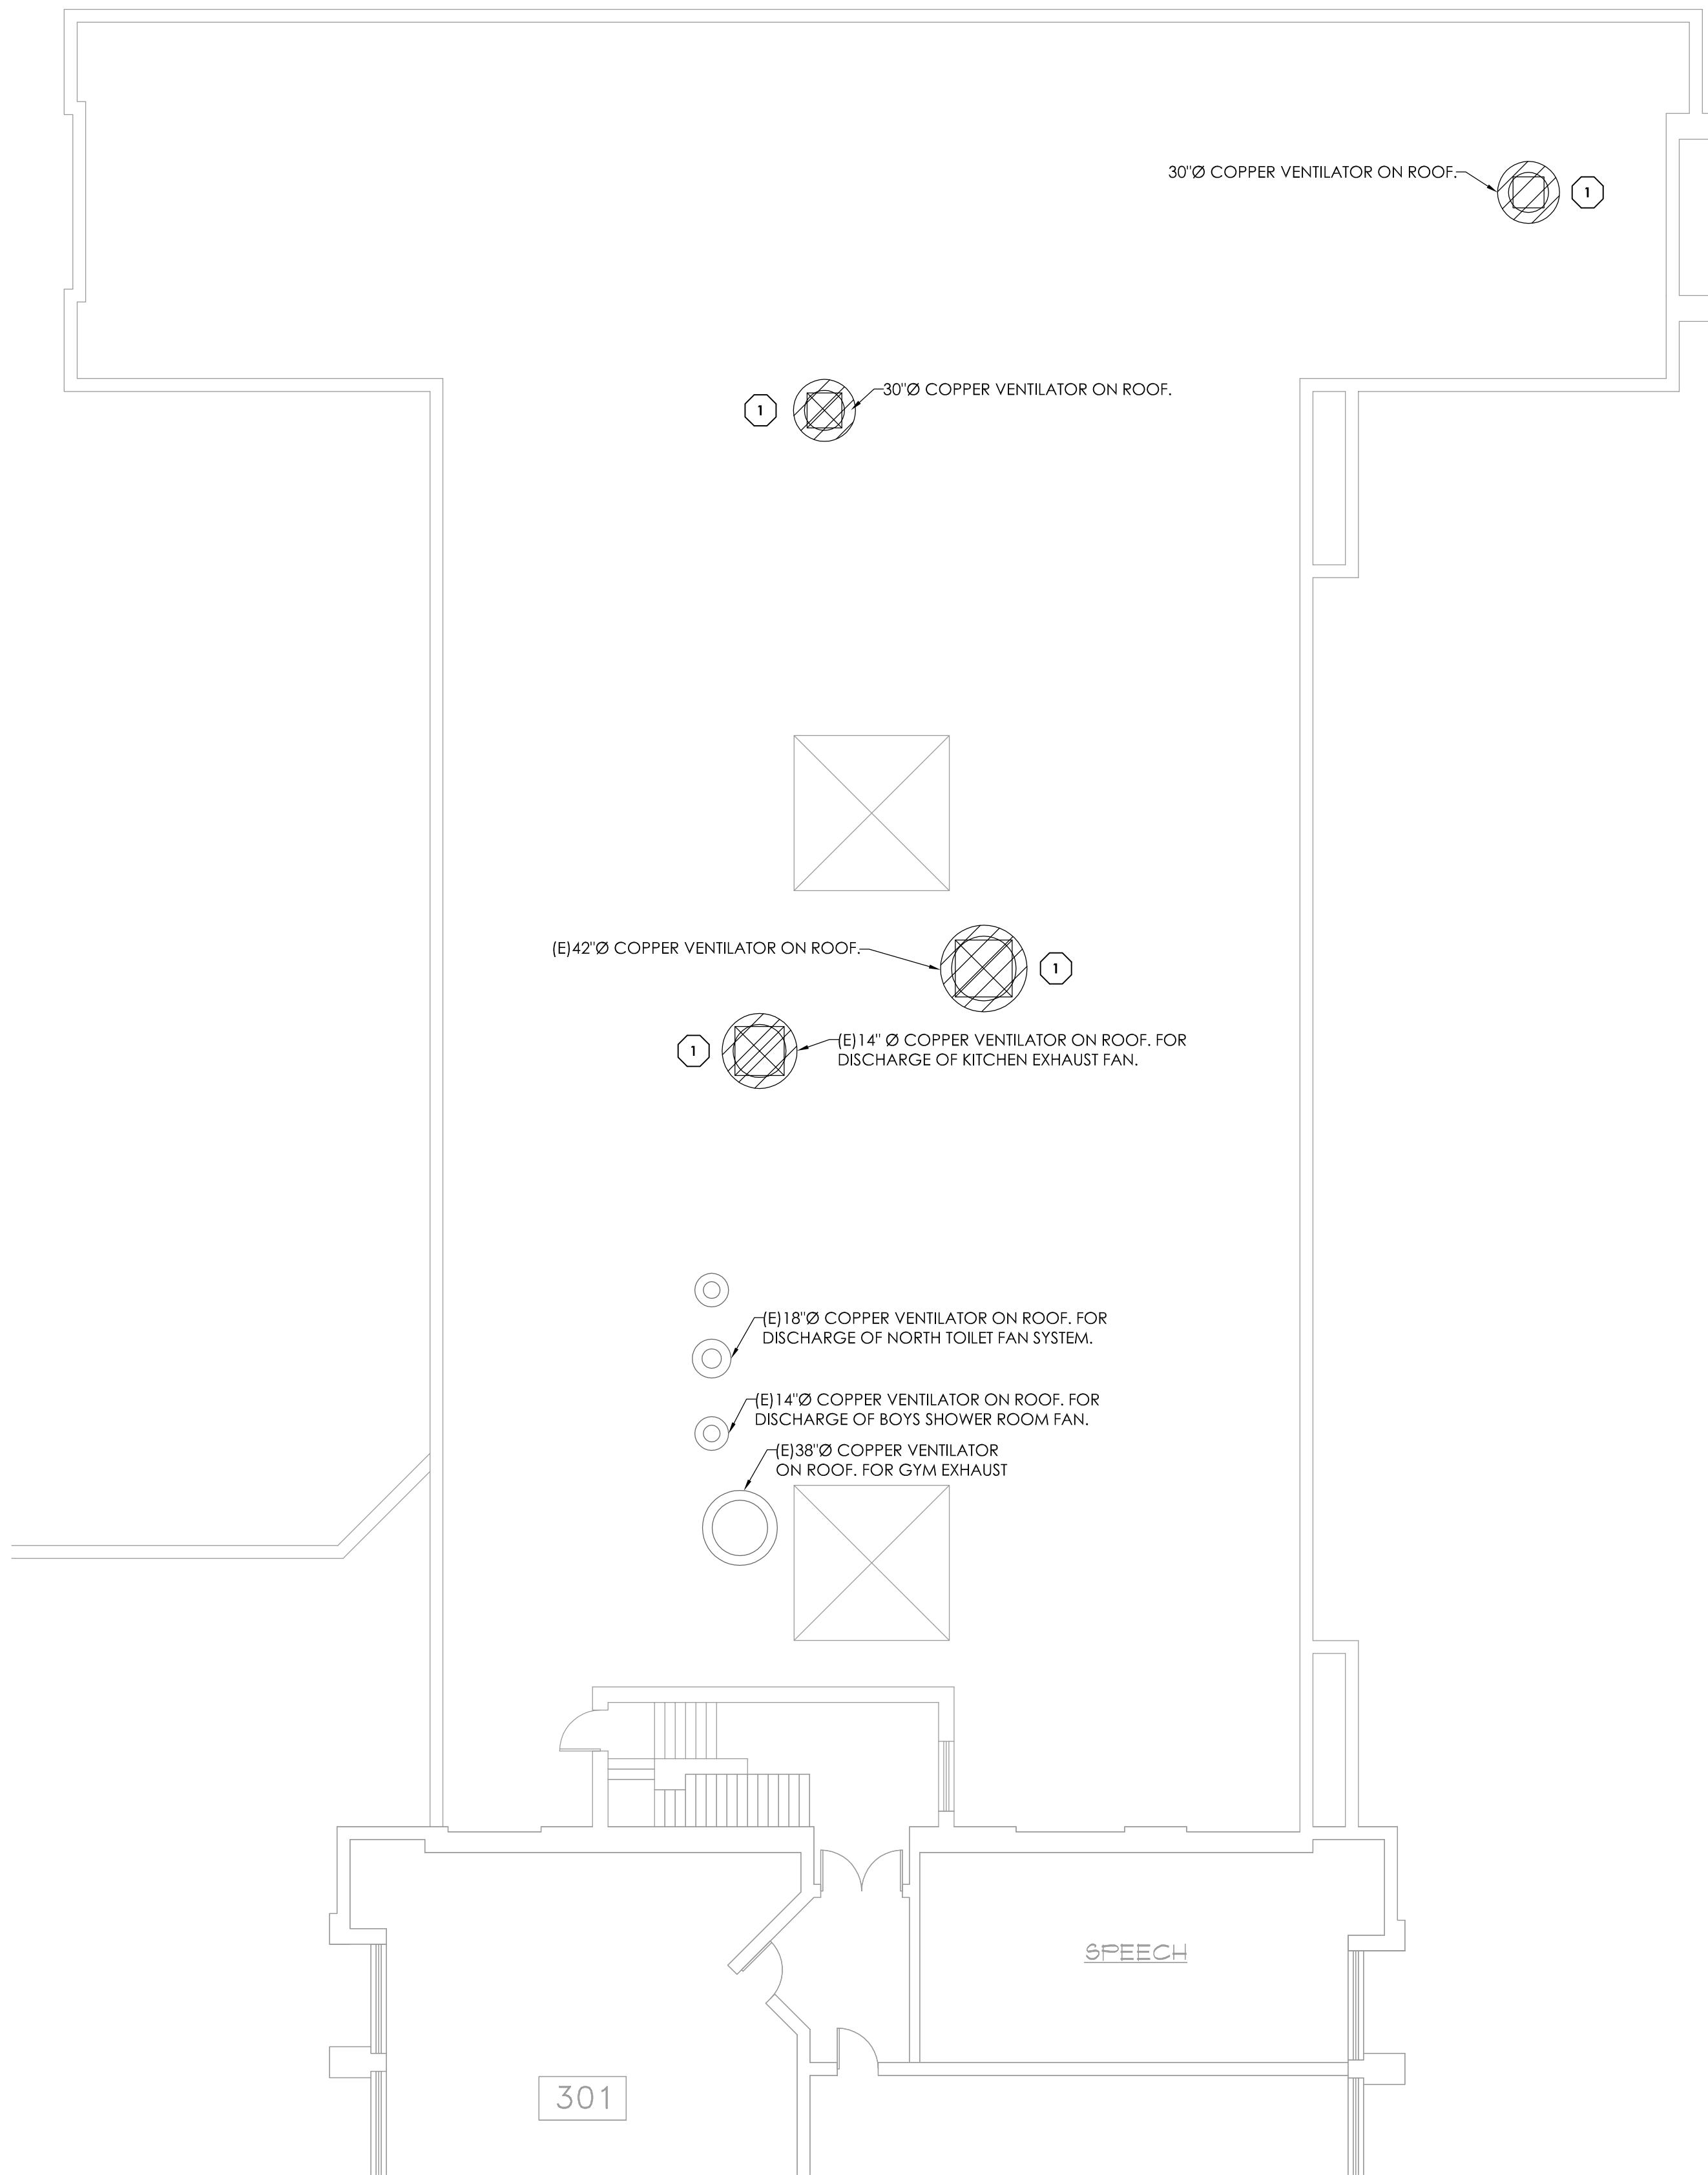 30"Ø COPPER VENTILATOR ON ROOF.
1
30"Ø COPPER VENTILATOR ON ROOF.
1
(E)42"Ø COPPER VENTILATOR ON ROOF.
1
(E)14" Ø COPPER VENTILATOR ON ROOF. FOR
DISCHARGE OF KITCHEN EXHAUST FAN.
1
(E)18"Ø COPPER VENTILATOR ON ROOF. FOR
DISCHARGE OF NORTH TOILET FAN SYSTEM.
(E)14"Ø COPPER VENTILATOR ON ROOF. FOR
DISCHARGE OF BOYS SHOWER ROOM FAN.
(E)38"Ø COPPER VENTILATOR
ON ROOF. FOR GYM EXHAUST
SPEECH
301